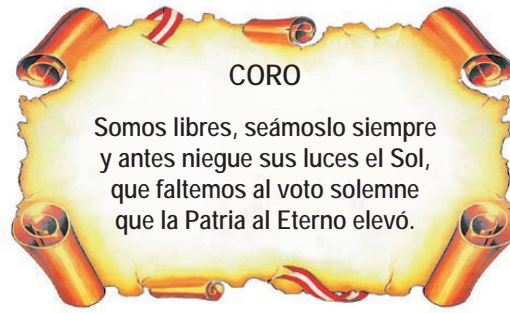 CORO
Somos libres, seámoslo siempre
y antes niegue sus luces el Sol,
que faltemos al voto solemne
que la Patria al Eterno elevó.